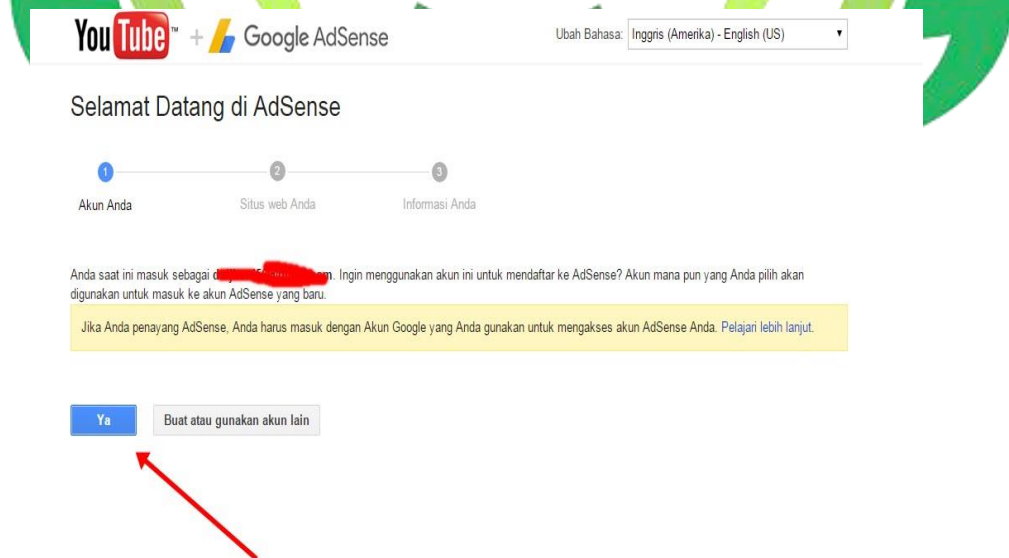 YouTube™ + Google AdSense
Ubah Bahasa: Inggris (Amerika) - English (US)
Selamat Datang di AdSense
1 2 3
Akun Anda Situs web Anda Informasi Anda
Anda saat ini masuk sebagai . Ingin menggunakan akun ini untuk mendaftar ke AdSense? Akun mana pun yang Anda pilih akan
digunakan untuk masuk ke akun AdSense yang baru.
Jika Anda penayang AdSense, Anda harus masuk dengan Akun Google yang Anda gunakan untuk mengakses akun AdSense Anda. Pelajari lebih lanjut.
Ya Buat atau gunakan akun lain